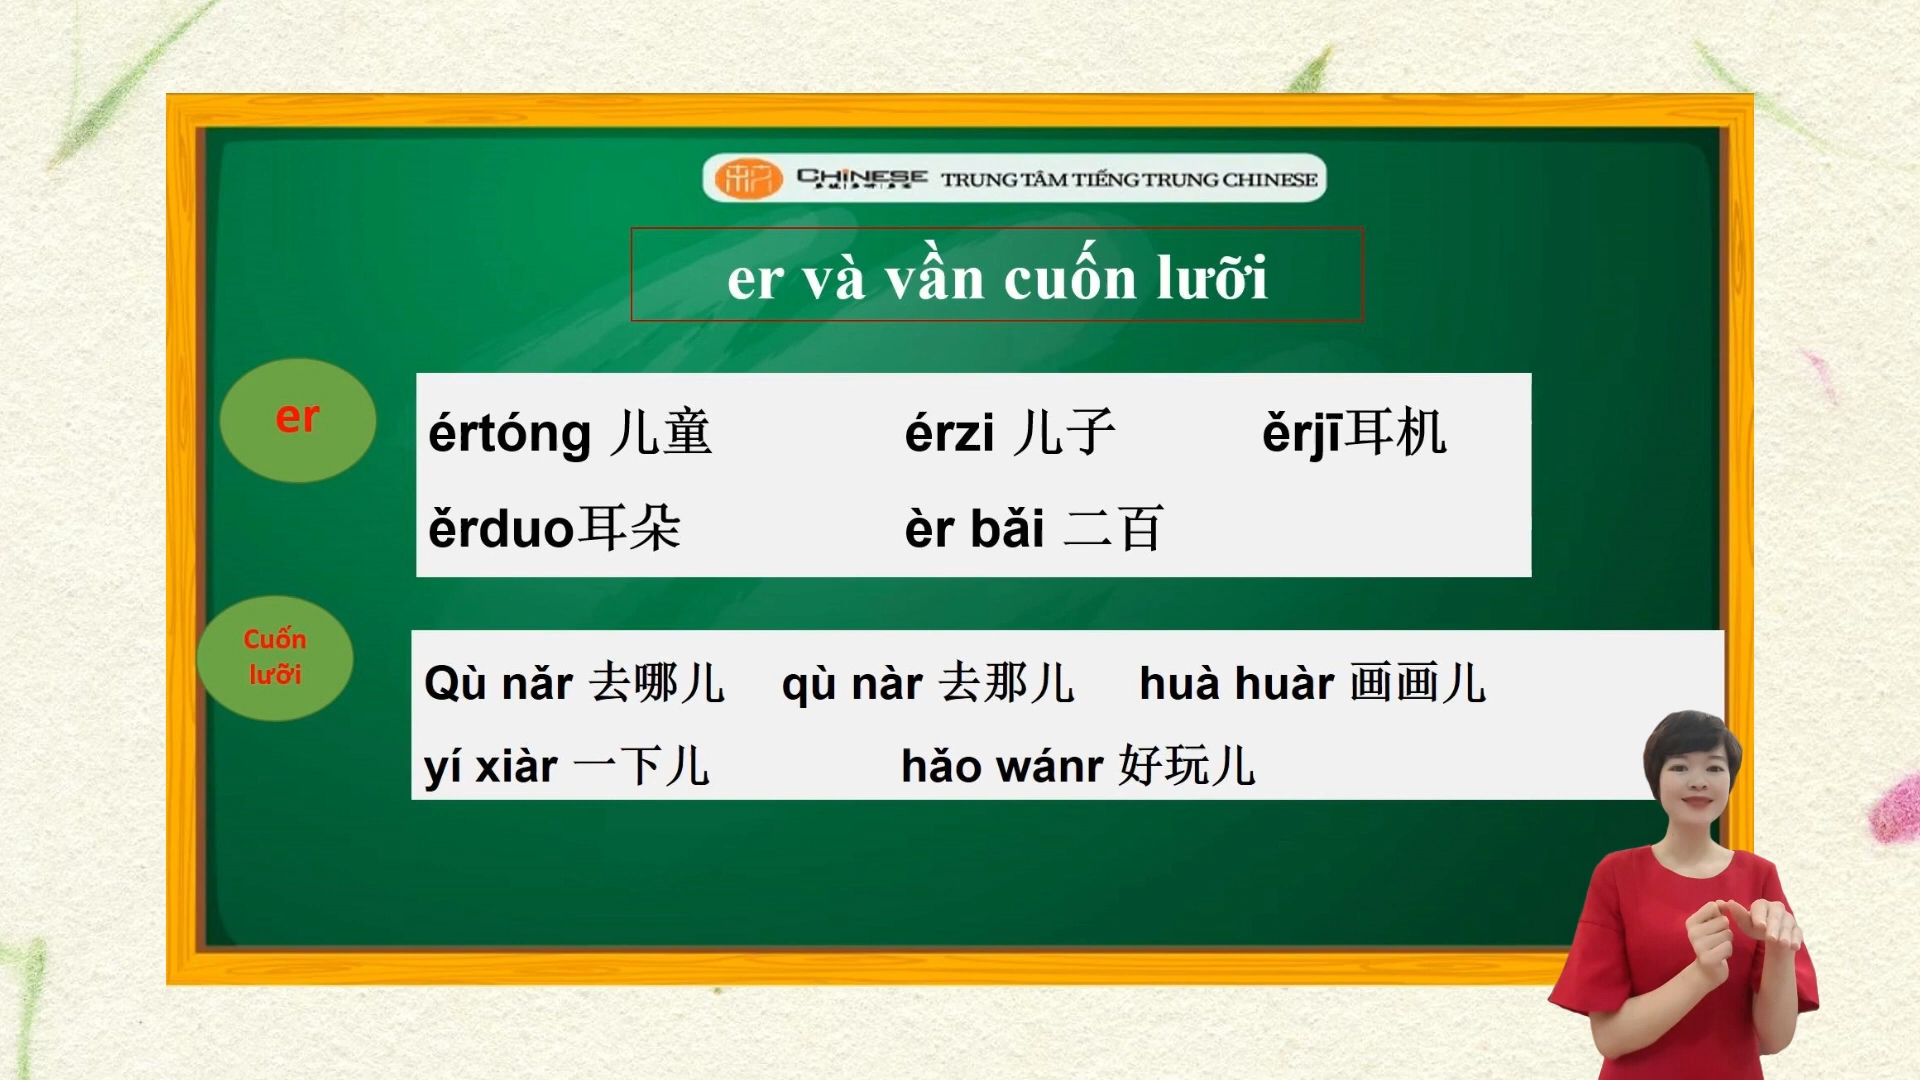 CHINESE TRUNG TÂM TIẾNG TRUNG CHINESE
er và vần cuốn lưỡi
er
értóng 儿童 érzi 儿子 ěrjī耳机
ěrduo耳朵 èr bǎi 二百
Cuốn
lưỡi
Qù nǎr 去哪儿 qù nàr 去那儿 huà huàr 画画儿
yí xiàr 一下儿 hǎo wánr 好玩儿